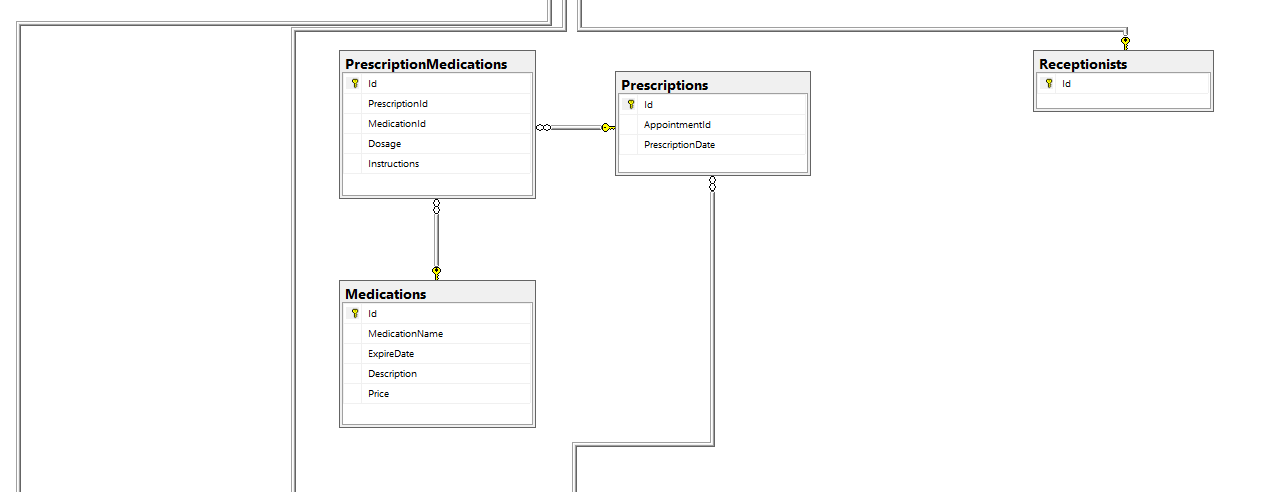 PrescriptionMedications
Id
PrescriptionId
MedicationId
Dosage
Instructions
Prescriptions
Id
AppointmentId
PrescriptionDate
Receptionists
Id
Medications
Id
MedicationName
ExpireDate
Description
Price